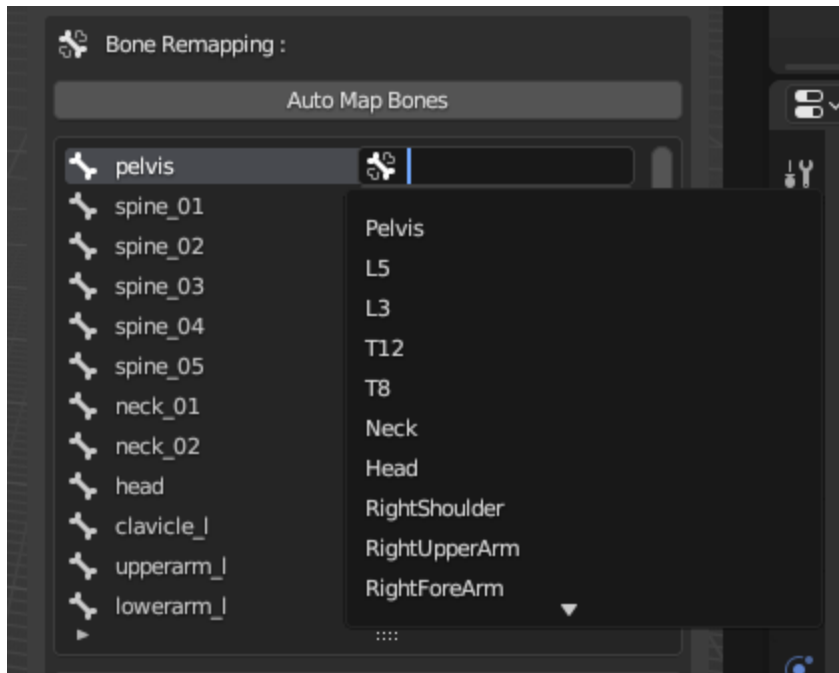 Bone Remapping :
Auto Map Bones
pelvis
spine_01
spine_02
spine_03
spine_04
spine_05
neck_01
neck_02
head
clavicle_l
upperarm_l
lowerarm_l
Pelvis
L5
L3
T12
T8
Neck
Head
RightShoulder
RightUpperArm
RightForeArm